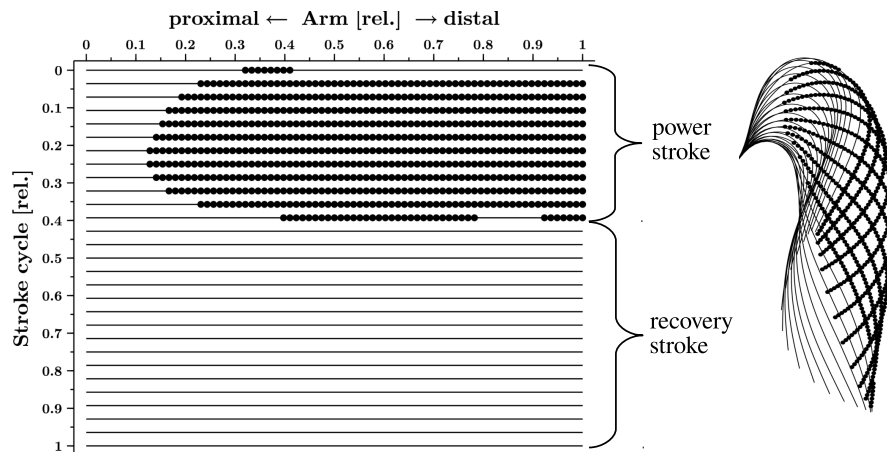 proximal ← Arm [rel.] → distal
0 0.1 0.2 0.3 0.4 0.5 0.6 0.7 0.8 0.9 1
Stroke cycle [rel.]
0
0.1
0.2
0.3
0.4
0.5
0.6
0.7
0.8
0.9
1
power
stroke
recovery
stroke